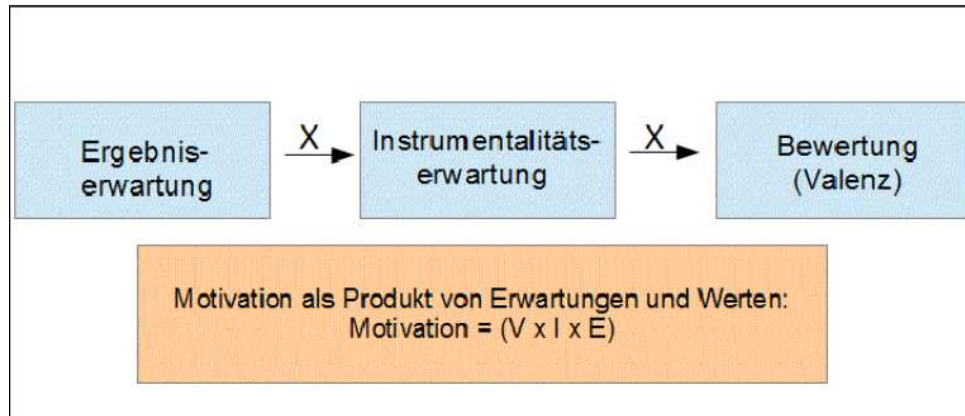 Ergebnis-
erwartung
X
Instrumentalitäts-
erwartung
X
Bewertung
(Valenz)
Motivation als Produkt von Erwartungen und Werten:
Motivation = (V x I x E)